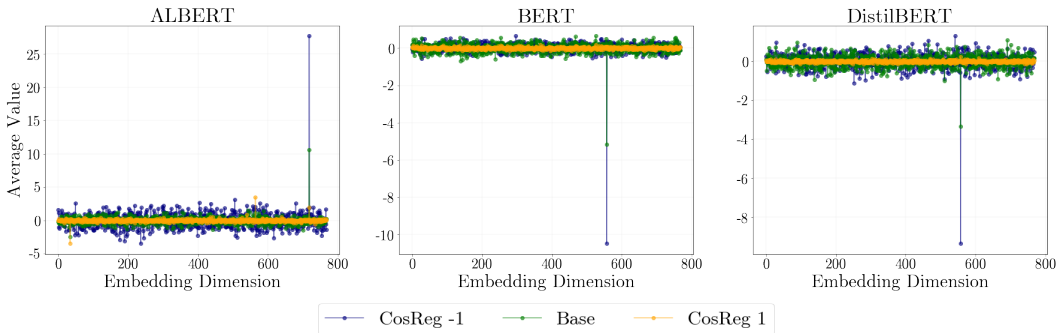 ALBERT
BERT
DistilBERT
Average Value
25
20
15
10
5
0
-5
0
-2
-4
-6
-8
-10
0
-2
-4
-6
-8
0 200 400 600 800
0 200 400 600 800
0 200 400 600 800
Embedding Dimension
Embedding Dimension
Embedding Dimension
CosReg -1 Base CosReg 1